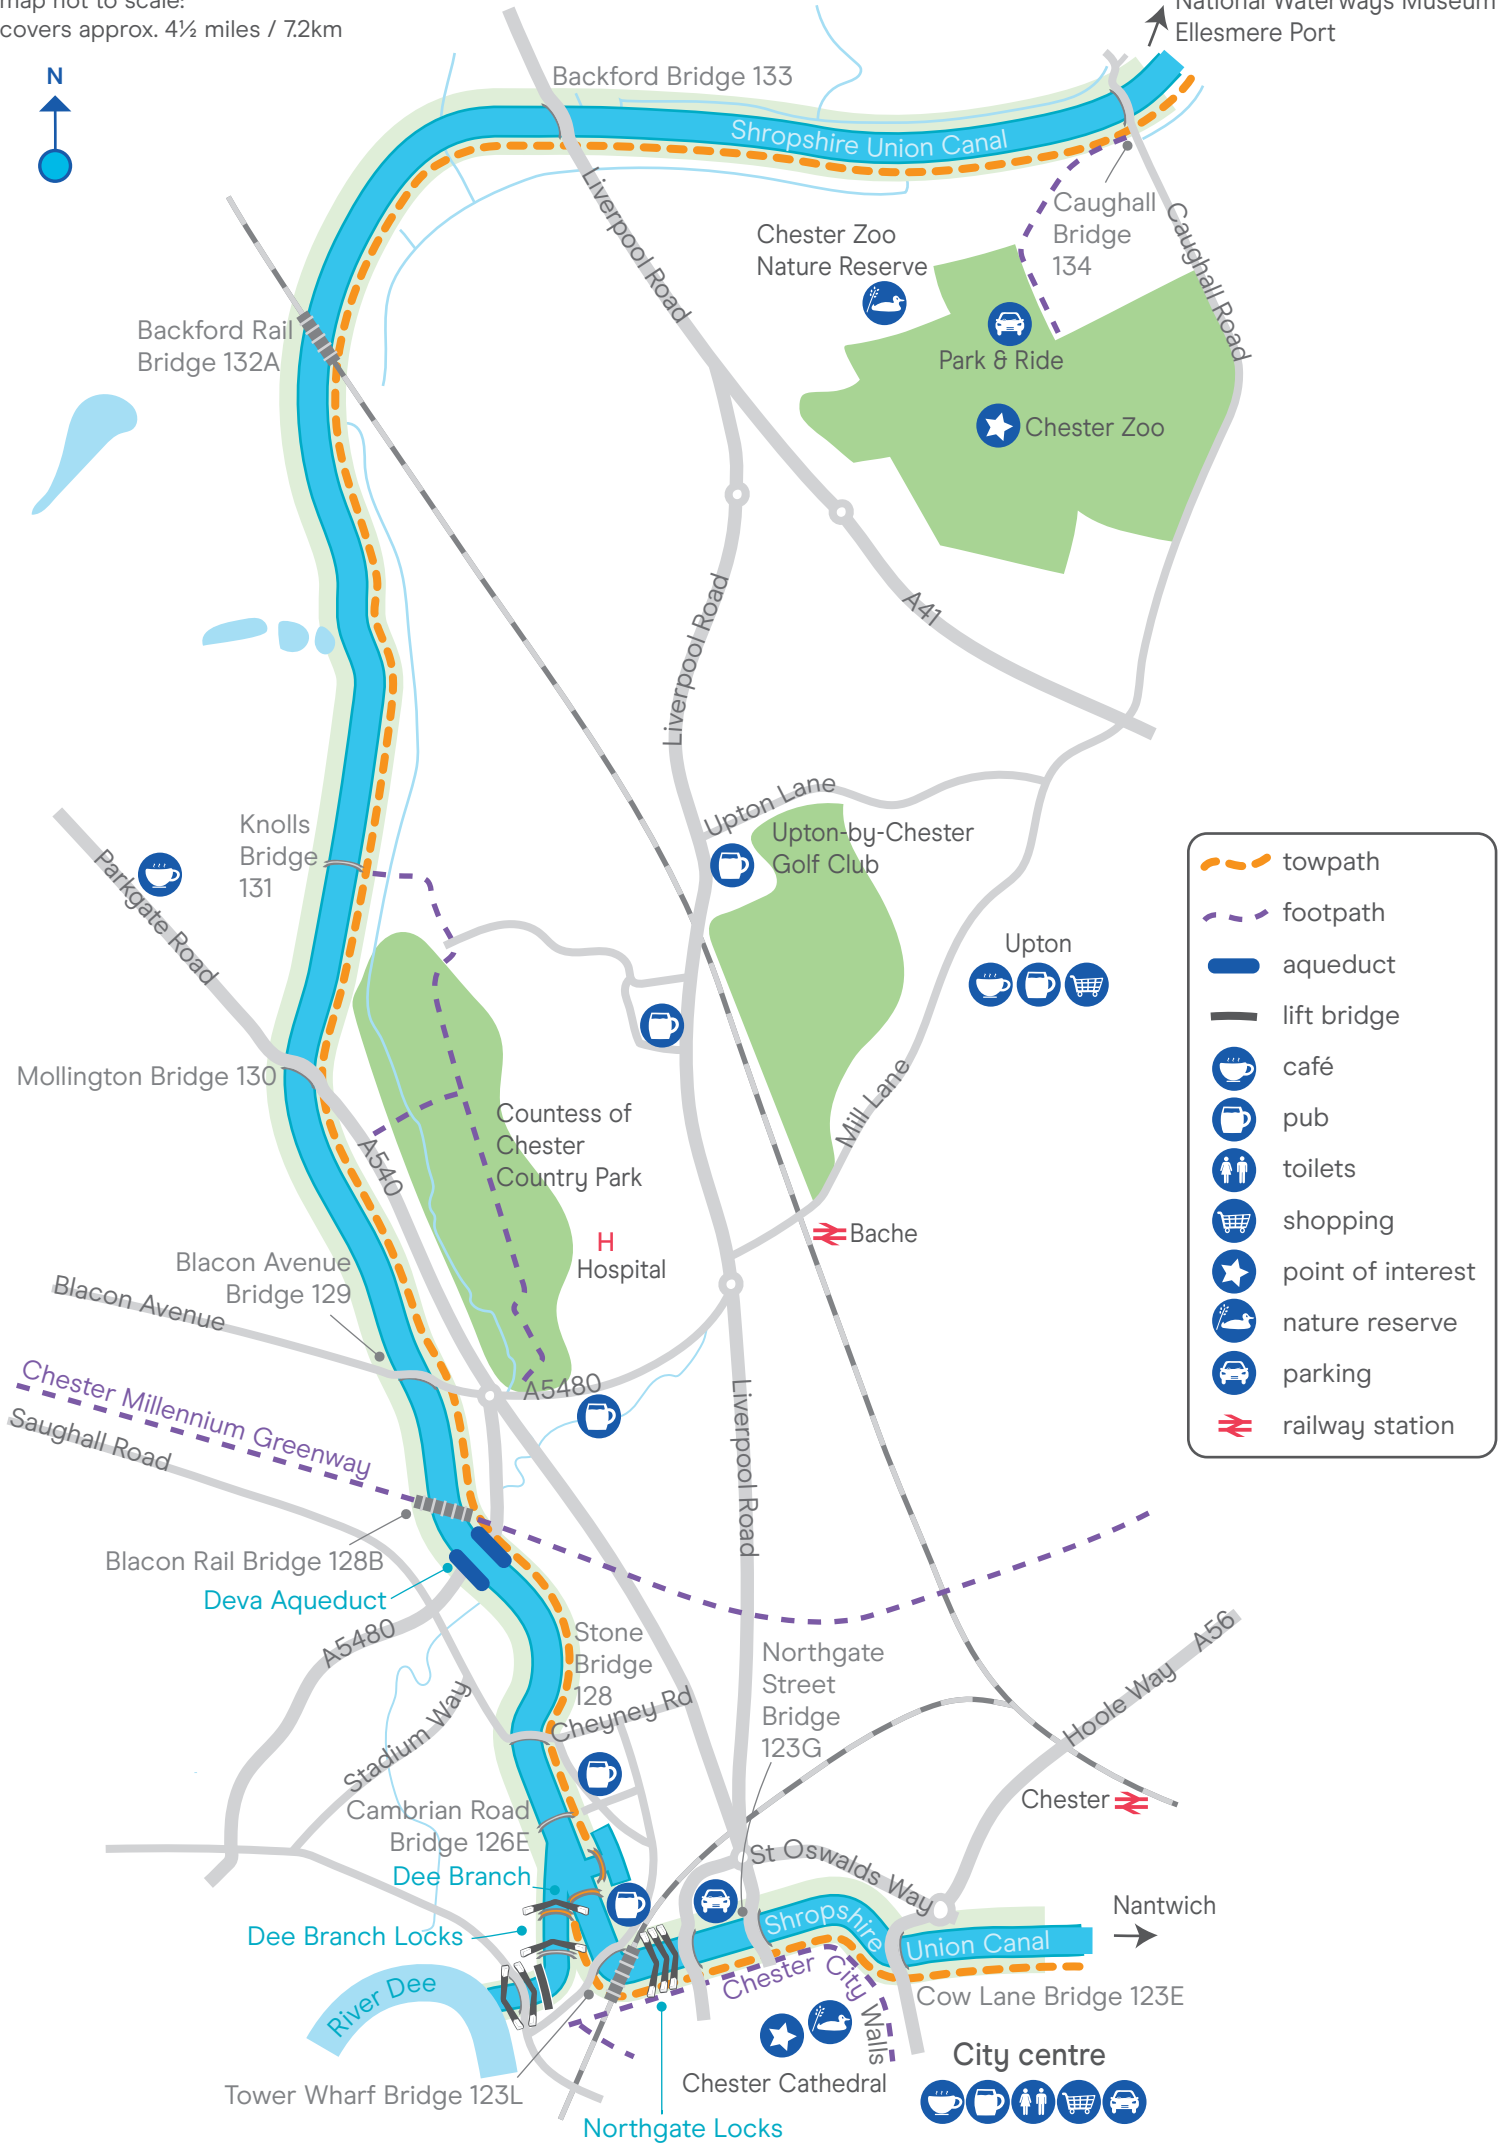 map not to scale:
covers approx. 4½ miles / 7.2km
National Waterways Museum
Ellesmere Port
N
Backford Bridge 133
Shropshire Union Canal
Liverpool Road
Caughall
Bridge
134
Caughall Road
Chester Zoo
Nature Reserve
Park & Ride
Chester Zoo
Backford Rail
Bridge 132A
Liverpool Road
A41
Upton Lane
Upton-by-Chester
Golf Club
Knolls
Bridge
131
Parkgate Road
Upton
Mollington Bridge 130
Mill Lane
Countess of
Chester
Country Park
A540
H
Hospital
Bache
Blacon Avenue
Bridge 129
Blacon Avenue
A5480
Chester Millennium Greenway
Saughall Road
Liverpool Road
Blacon Rail Bridge 128B
Deva Aqueduct
A5480
Stone
Bridge
128
Cheyney Rd
Stadium Way
Northgate
Street
Bridge
123G
A56
Hoole Way
Chester
Cambrian Road
Bridge 126E
Dee Branch
St Oswalds Way
Dee Branch Locks
Shropshire
Union Canal
Nantwich
River Dee
Chester City Walls
Cow Lane Bridge 123E
Tower Wharf Bridge 123L
Chester Cathedral
City centre
Northgate Locks
towpath
footpath
aqueduct
lift bridge
café
pub
toilets
shopping
point of interest
nature reserve
parking
railway station